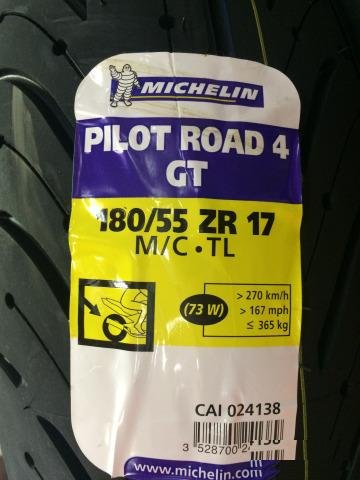 MICHELIN
PILOT ROAD 4
GT
180/55 ZR 17
M/C • TL
(73 W)
> 270 km/h
> 167 mph
≤ 365 kg
CAI 024138
3 528700 2
www.michelin.com